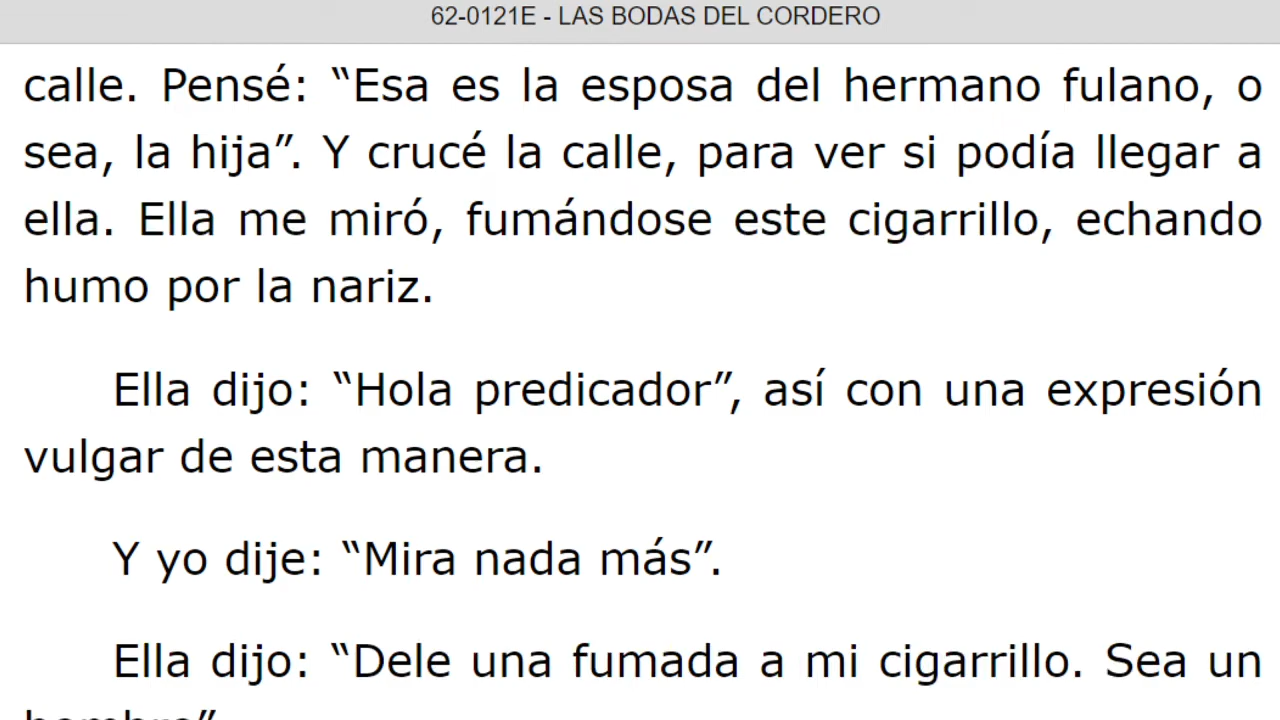 62-0121E - LAS BODAS DEL CORDERO
calle. Pensé: “Esa es la esposa del hermano fulano, o
sea, la hija”. Y crucé la calle, para ver si podía llegar a
ella. Ella me miró, fumándose este cigarrillo, echando
humo por la nariz.
Ella dijo: “Hola predicador”, así con una expresión
vulgar de esta manera.
Y yo dije: “Mira nada más”.
Ella dijo: “Dele una fumada a mi cigarrillo. Sea un